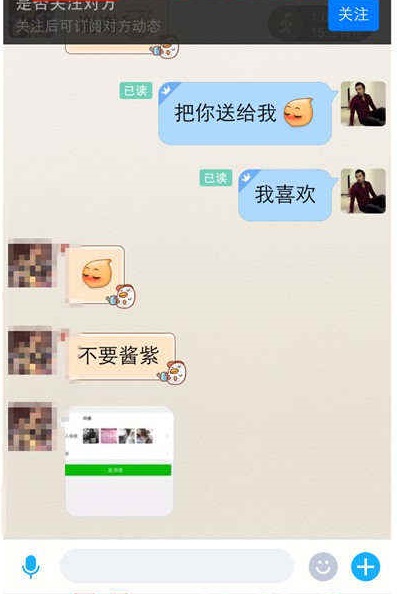 是否关注对方
关注后可订阅对方动态
关注
已读
把你送给我
已读
我喜欢
不要酱紫